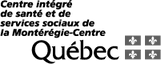 Centre intégré
de santé et de
services sociaux de
la Montérégie-Centre
Québec